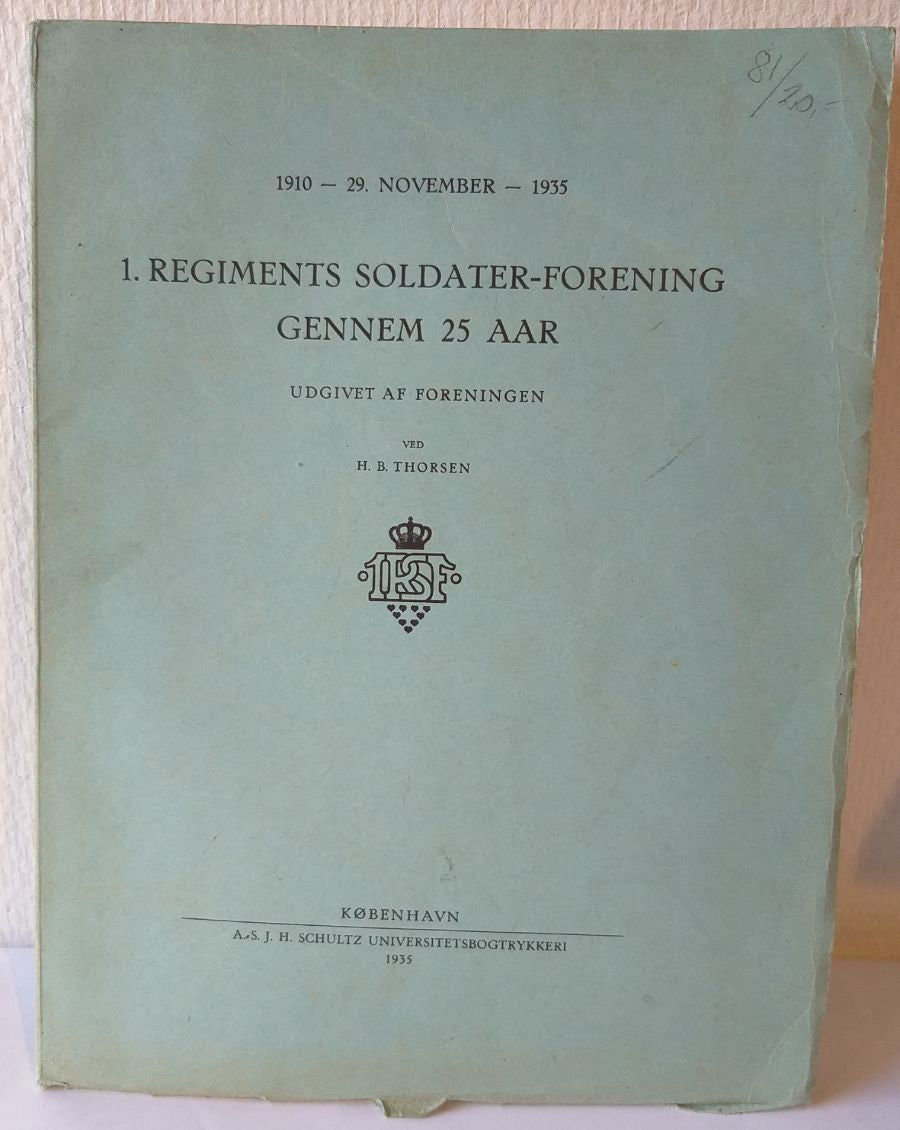 81/20,-
1910 — 29. NOVEMBER — 1935
1. REGIMENTS SOLDATER-FORENING
GENNEM 25 AAR
UDGIVET AF FORENINGEN
VED
H. B. THORSEN
1RSF
KØBENHAVN
A.-S. J. H. SCHULTZ UNIVERSITETSBOGTRYKKERI
1935